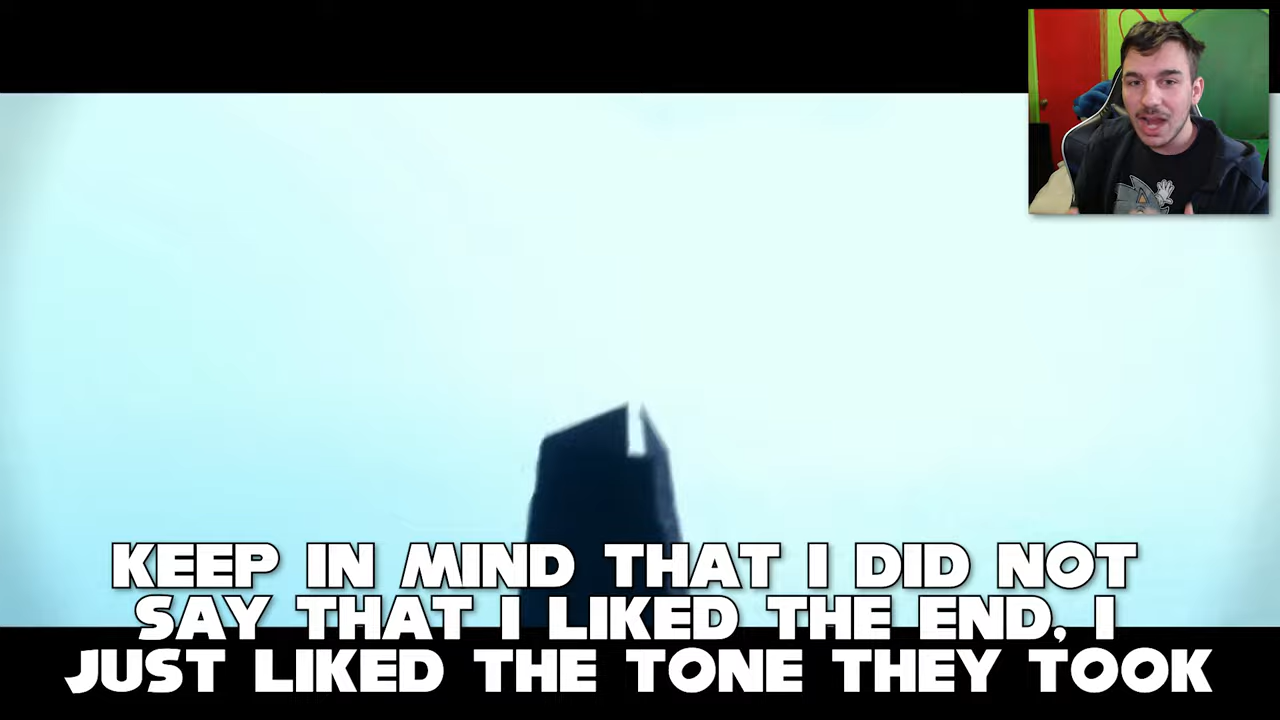 KEEP IN MIND THAT I DID NOT
SAY THAT I LIKED THE END, I
JUST LIKED THE TONE THEY TOOK